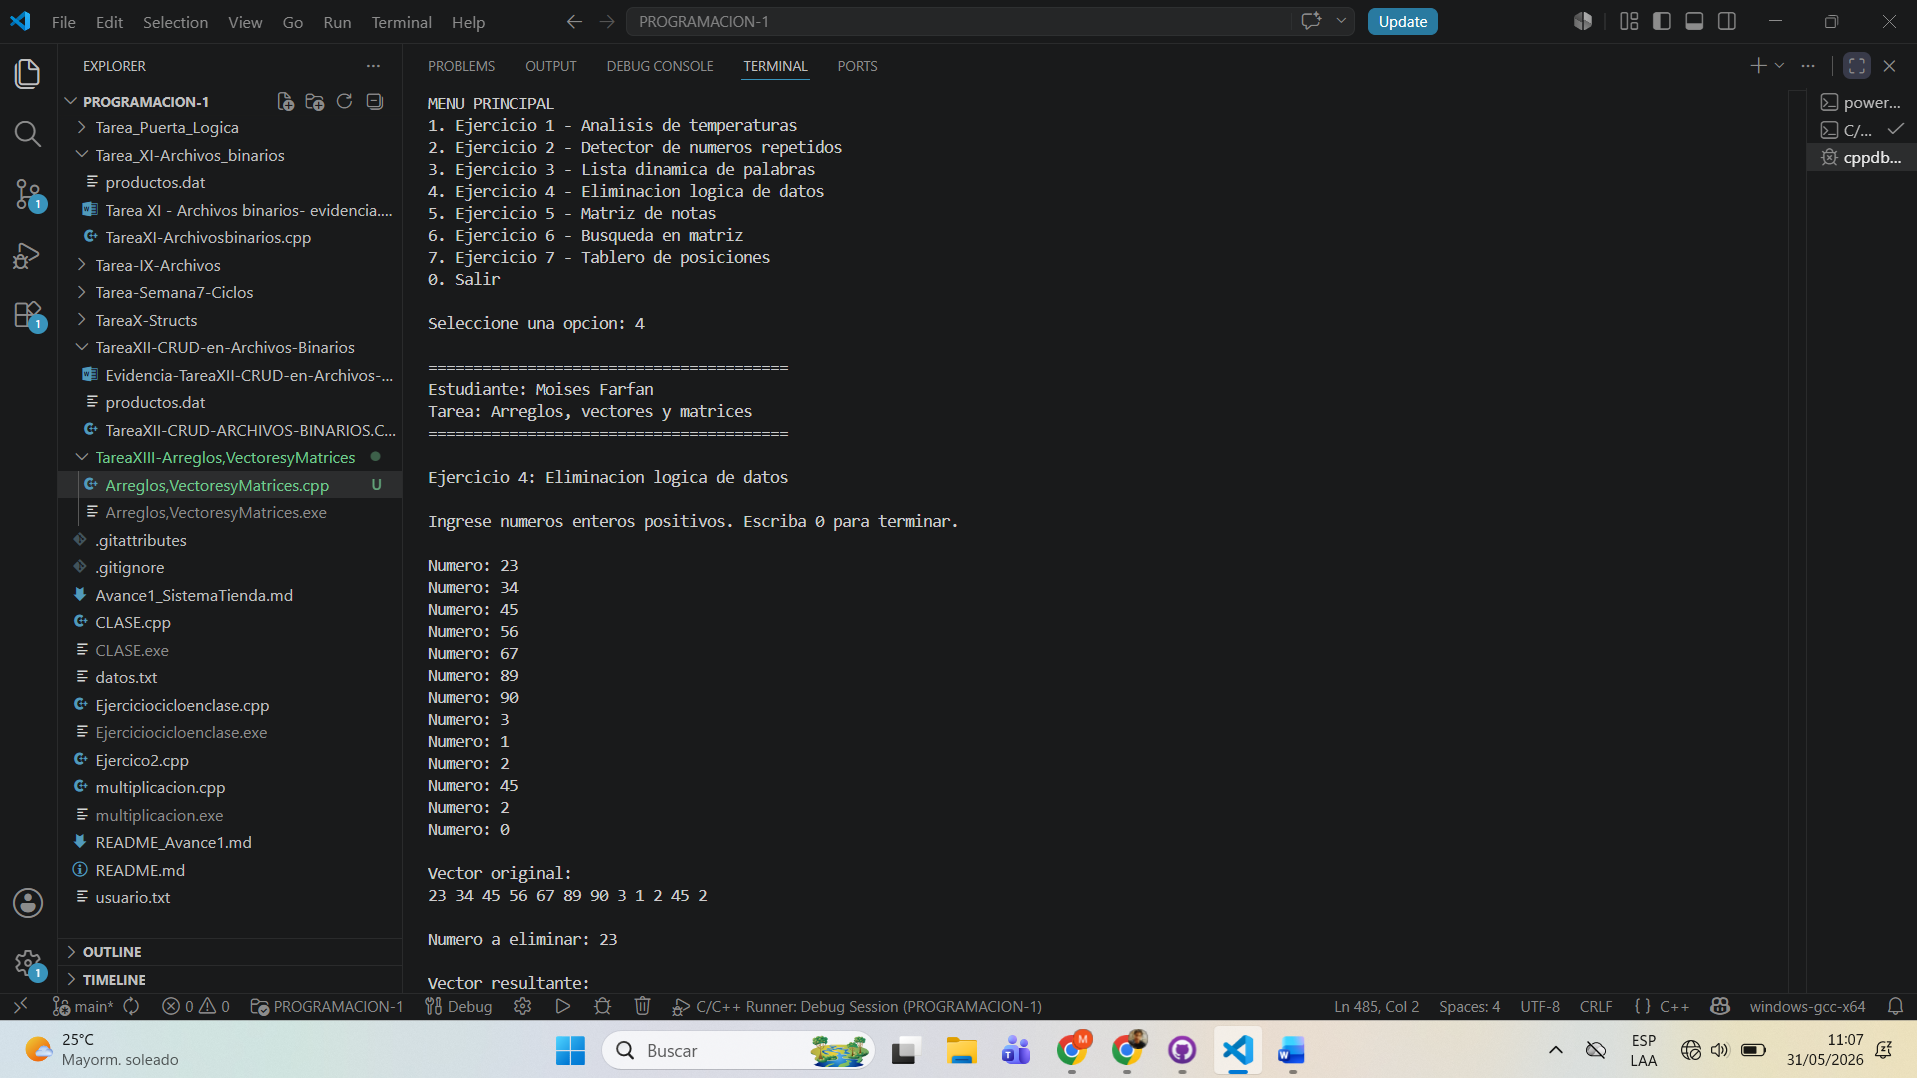 File Edit Selection View Go Run Terminal Help
PROGRAMACION-1
Update
EXPLORER
PROGRAMACION-1
Tarea_Puerta_Logica
Tarea_XI-Archivos_binarios
productos.dat
Tarea XI - Archivos binarios- evidencia....
TareaXI-Archivosbinarios.cpp
Tarea-IX-Archivos
Tarea-Semana7-Ciclos
TareaX-Structs
TareaXII-CRUD-en-Archivos-Binarios
Evidencia-TareaXII-CRUD-en-Archivos-...
productos.dat
TareaXII-CRUD-ARCHIVOS-BINARIOS.C...
TareaXIII-Arreglos,VectoresyMatrices
Arreglos,VectoresyMatrices.cpp U
Arreglos,VectoresyMatrices.exe
.gitattributes
.gitignore
Avance1_SistemaTienda.md
CLASE.cpp
CLASE.exe
datos.txt
Ejerciciocicloenclase.cpp
Ejerciciocicloenclase.exe
Ejercico2.cpp
multiplicacion.cpp
multiplicacion.exe
README_Avance1.md
README.md
usuario.txt
OUTLINE
TIMELINE
1
1
1
PROBLEMS OUTPUT DEBUG CONSOLE TERMINAL PORTS
power...
C/...
cppdb...
MENU PRINCIPAL
1. Ejercicio 1 - Analisis de temperaturas
2. Ejercicio 2 - Detector de numeros repetidos
3. Ejercicio 3 - Lista dinamica de palabras
4. Ejercicio 4 - Eliminacion logica de datos
5. Ejercicio 5 - Matriz de notas
6. Ejercicio 6 - Busqueda en matriz
7. Ejercicio 7 - Tablero de posiciones
0. Salir
Seleccione una opcion: 4
========================================
Estudiante: Moises Farfan
Tarea: Arreglos, vectores y matrices
========================================
Ejercicio 4: Eliminacion logica de datos
Ingrese numeros enteros positivos. Escriba 0 para terminar.
Numero: 23
Numero: 34
Numero: 45
Numero: 56
Numero: 67
Numero: 89
Numero: 90
Numero: 3
Numero: 1
Numero: 2
Numero: 45
Numero: 2
Numero: 0
Vector original:
23 34 45 56 67 89 90 3 1 2 45 2
Numero a eliminar: 23
Vector resultante:
main* 0 0 PROGRAMACION-1 Debug C/C++ Runner: Debug Session (PROGRAMACION-1) Ln 485, Col 2 Spaces: 4 UTF-8 CRLF { } C++ windows-gcc-x64
25°C
Mayorm. soleado
Buscar
M
T
W
ESP
LAA
11:07
31/05/2026